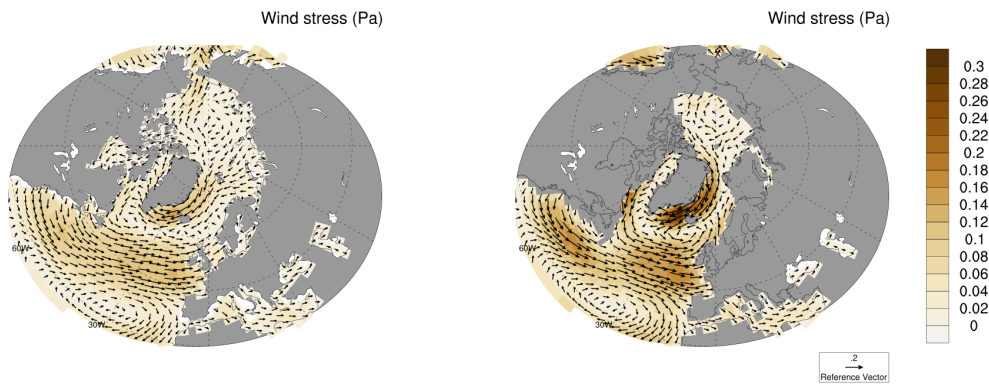 Wind stress (Pa)
Wind stress (Pa)
0.3
0.28
0.26
0.24
0.22
0.2
0.18
0.16
0.14
0.12
0.1
0.08
0.06
0.04
0.02
0
60W
60W
30W
30W
.2
Reference Vector